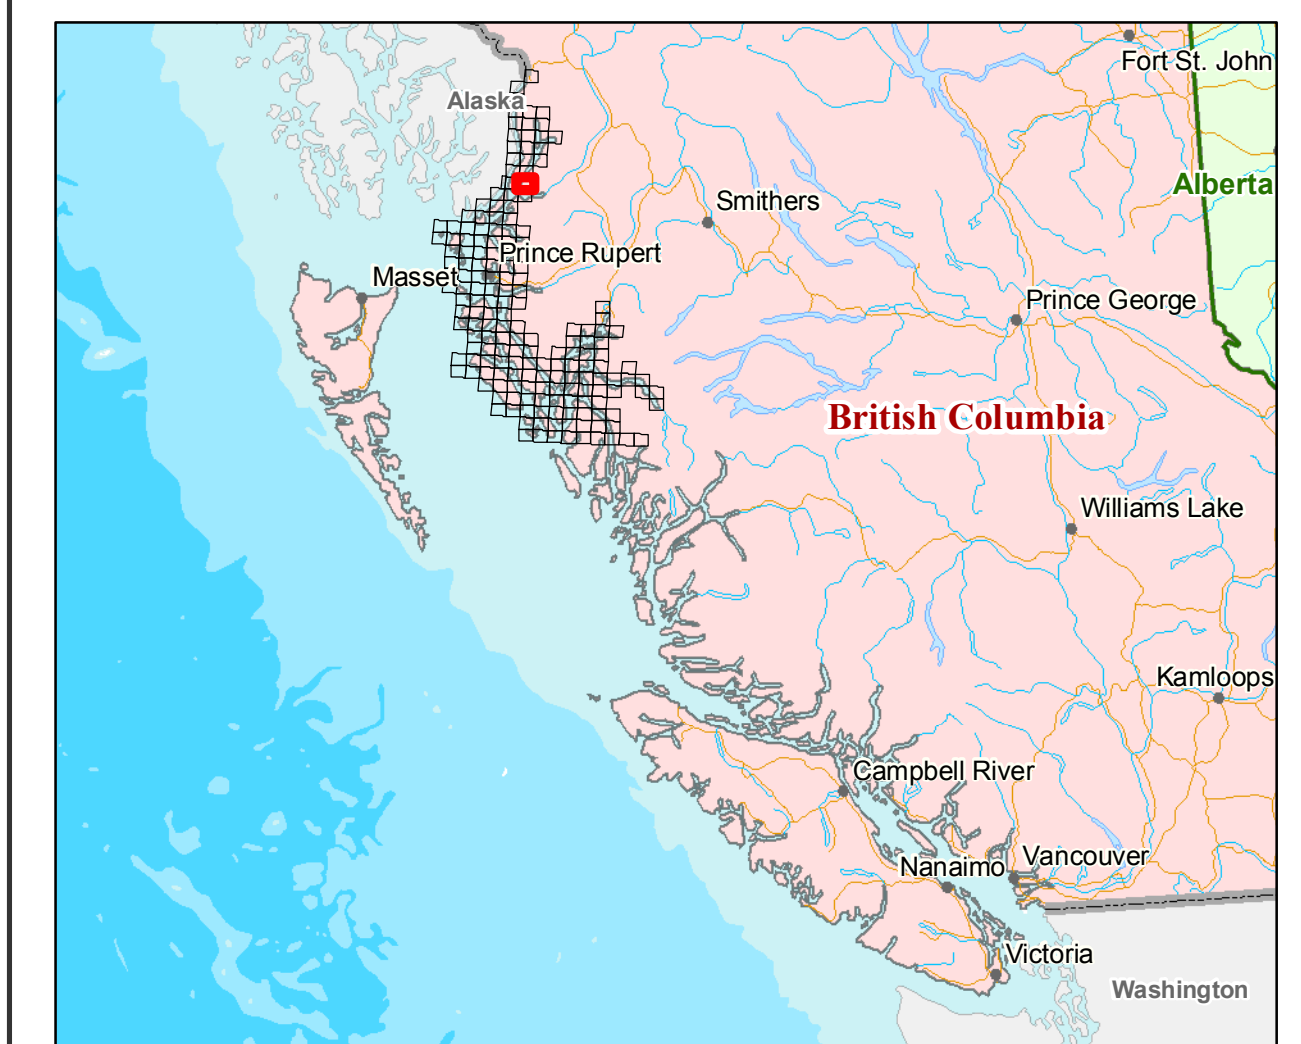 Fort St. John
Alaska
Alberta
Smithers
Prince Rupert
Masset
Prince George
British Columbia
Williams Lake
Kamloops
Campbell River
Vancouver
Nanaimo
Victoria
Washington